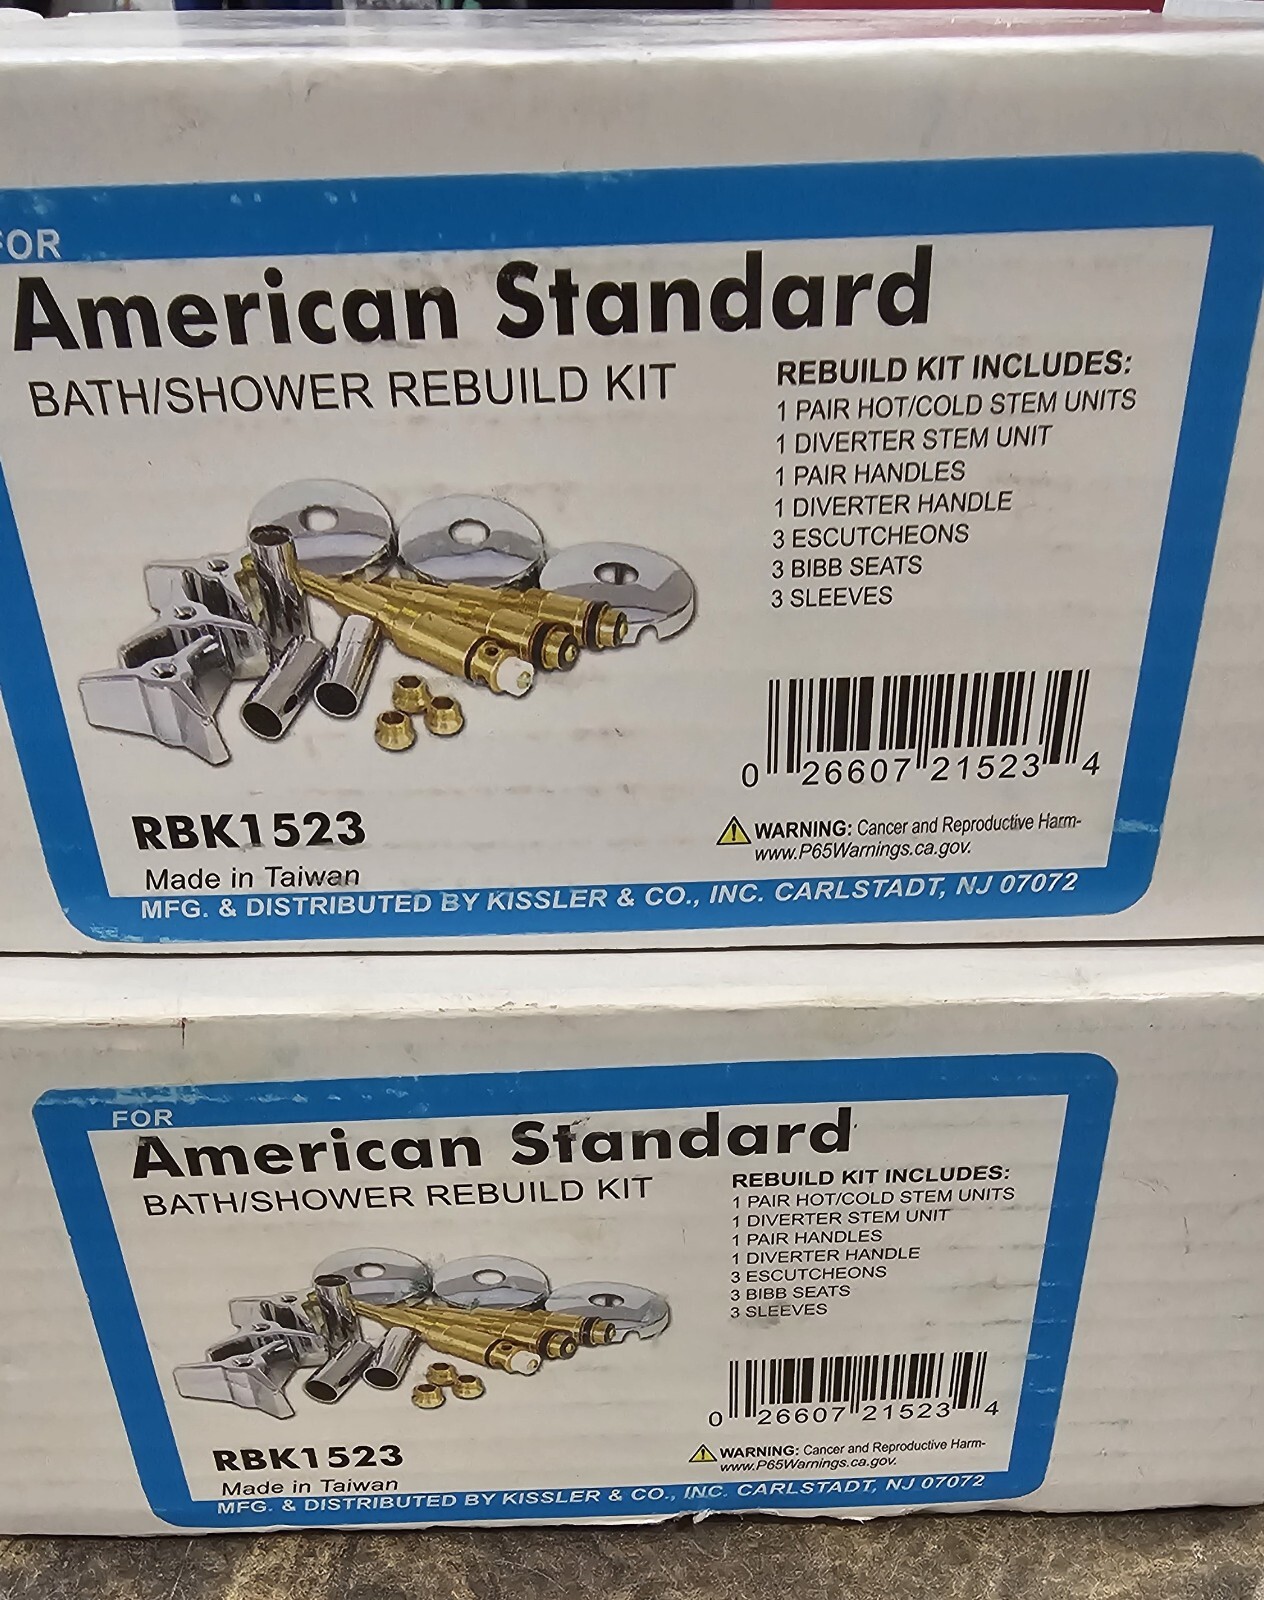 FOR
American Standard
BATH/SHOWER REBUILD KIT
REBUILD KIT INCLUDES:
1 PAIR HOT/COLD STEM UNITS
1 DIVERTER STEM UNIT
1 PAIR HANDLES
1 DIVERTER HANDLE
3 ESCUTCHEONS
3 BIBB SEATS
3 SLEEVES
0 26607 21523 4
RBK1523
Made in Taiwan
WARNING: Cancer and Reproductive Harm-
www.P65Warnings.ca.gov.
MFG. & DISTRIBUTED BY KISSLER & CO., INC. CARLSTADT, NJ 07072
FOR
American Standard
BATH/SHOWER REBUILD KIT
REBUILD KIT INCLUDES:
1 PAIR HOT/COLD STEM UNITS
1 DIVERTER STEM UNIT
1 PAIR HANDLES
1 DIVERTER HANDLE
3 ESCUTCHEONS
3 BIBB SEATS
3 SLEEVES
0 26607 21523 4
RBK1523
Made in Taiwan
WARNING: Cancer and Reproductive Harm-
www.P65Warnings.ca.gov.
MFG. & DISTRIBUTED BY KISSLER & CO., INC. CARLSTADT, NJ 07072